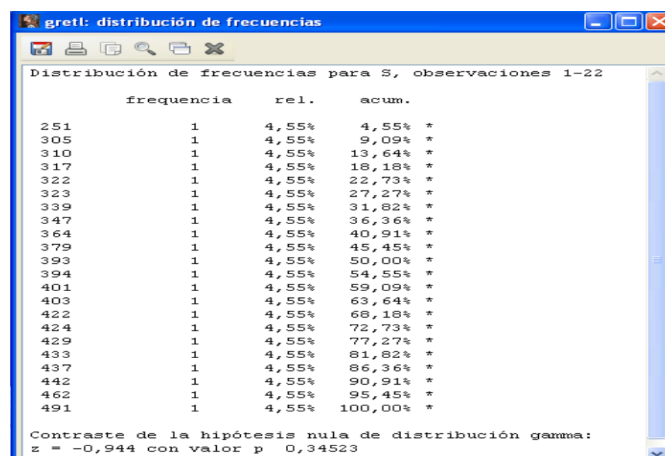 gretl: distribución de frecuencias
Distribución de frecuencias para S, observaciones 1-22
frequencia rel. acum.
251 1 4,55% 4,55% *
305 1 4,55% 9,09% *
310 1 4,55% 13,64% *
317 1 4,55% 18,18% *
322 1 4,55% 22,73% *
323 1 4,55% 27,27% *
339 1 4,55% 31,82% *
347 1 4,55% 36,36% *
364 1 4,55% 40,91% *
379 1 4,55% 45,45% *
393 1 4,55% 50,00% *
394 1 4,55% 54,55% *
401 1 4,55% 59,09% *
403 1 4,55% 63,64% *
422 1 4,55% 68,18% *
424 1 4,55% 72,73% *
429 1 4,55% 77,27% *
433 1 4,55% 81,82% *
437 1 4,55% 86,36% *
442 1 4,55% 90,91% *
462 1 4,55% 95,45% *
491 1 4,55% 100,00% *
Contraste de la hipótesis nula de distribución gamma:
z = -0,944 con valor p 0,34523